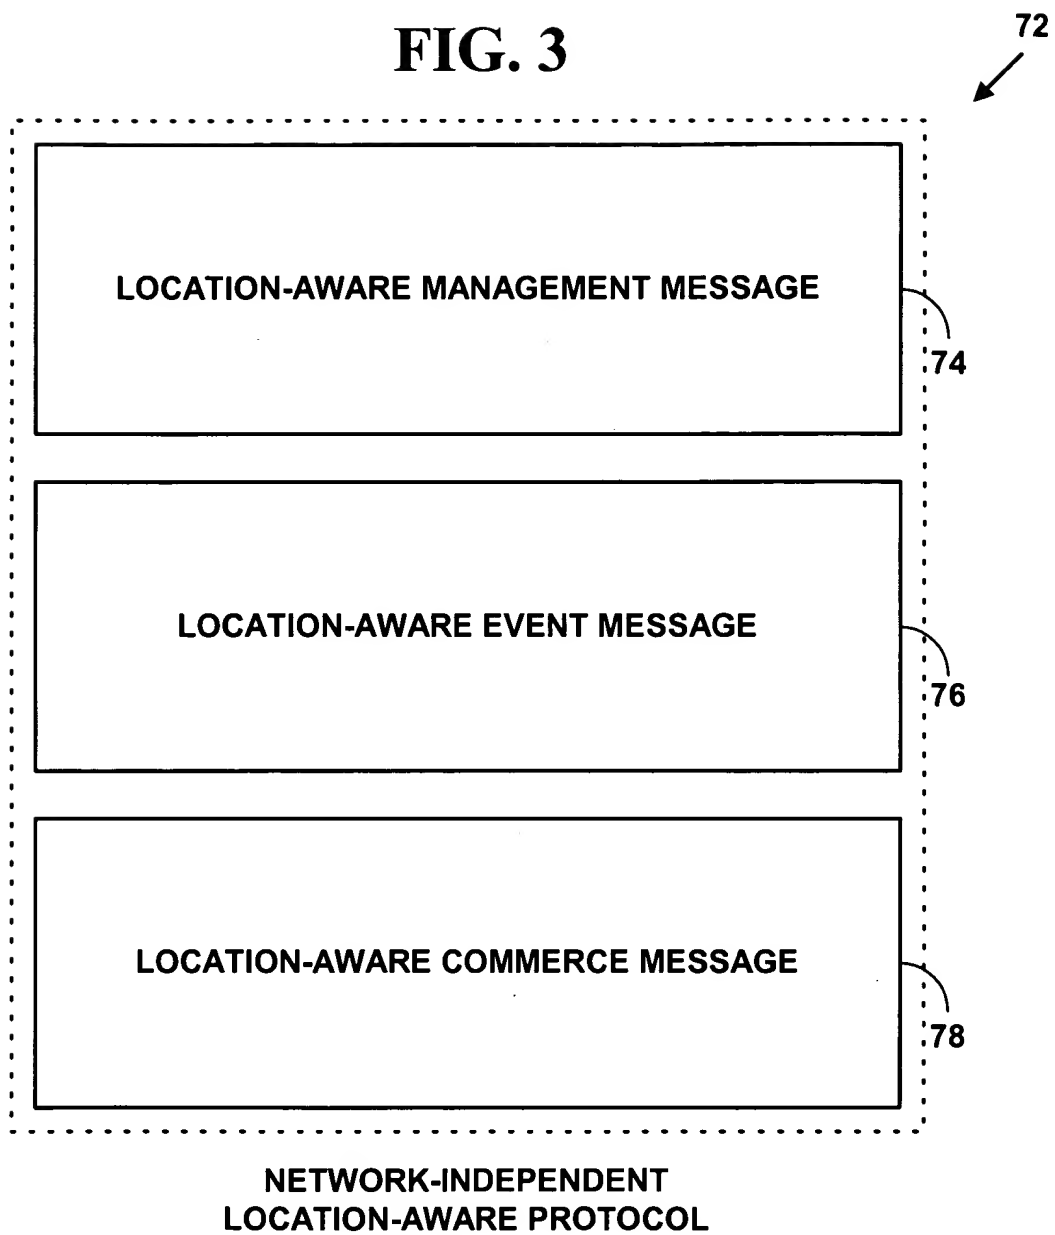 FIG. 3
72
LOCATION-AWARE MANAGEMENT MESSAGE
74
LOCATION-AWARE EVENT MESSAGE
76
LOCATION-AWARE COMMERCE MESSAGE
78
NETWORK-INDEPENDENT
LOCATION-AWARE PROTOCOL